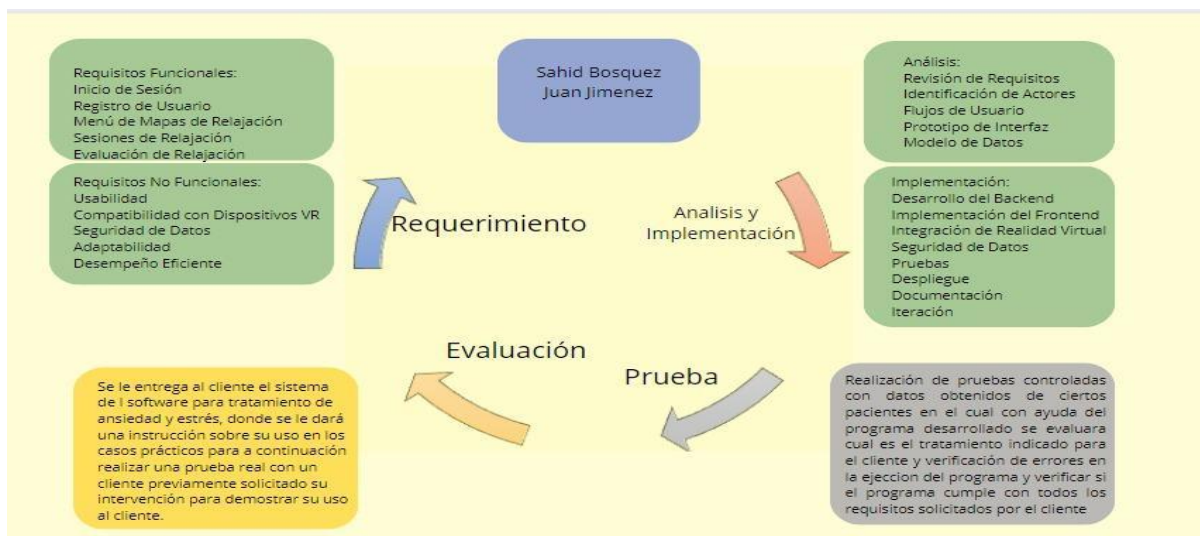 Requisitos Funcionales:
Inicio de Sesión
Registro de Usuario
Menú de Mapas de Relajación
Sesiones de Relajación
Evaluación de Relajación
Requisitos No Funcionales:
Usabilidad
Compatibilidad con Dispositivos VR
Seguridad de Datos
Adaptabilidad
Desempeño Eficiente
Sahid Bosquez
Juan Jimenez
Análisis:
Revisión de Requisitos
Identificación de Actores
Flujos de Usuario
Prototipo de Interfaz
Modelo de Datos
Implementación:
Desarrollo del Backend
Implementación del Frontend
Integración de Realidad Virtual
Seguridad de Datos
Pruebas
Despliegue
Documentación
Iteración
Requerimiento
Analisis y
Implementación
Evaluación
Prueba
Se le entrega al cliente el sistema
de l software para tratamiento de
ansiedad y estrés, donde se le dará
una instrucción sobre su uso en los
casos prácticos para a continuación
realizar una prueba real con un
cliente previamente solicitado su
intervención para demostrar su uso
al cliente.
Realización de pruebas controladas
con datos obtenidos de ciertos
pacientes en el cual con ayuda del
programa desarrollado se evaluara
cual es el tratamiento indicado para
el cliente y verificación de errores en
la ejeccion del programa y verificar si
el programa cumple con todos los
requisitos solicitados por el cliente